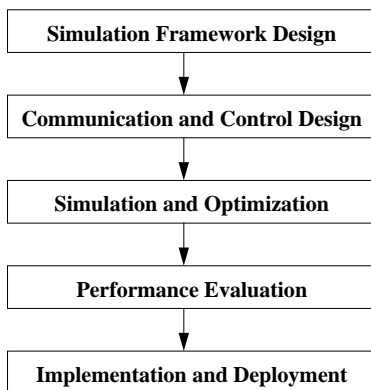 Simulation Framework Design
Communication and Control Design
Simulation and Optimization
Performance Evaluation
Implementation and Deployment